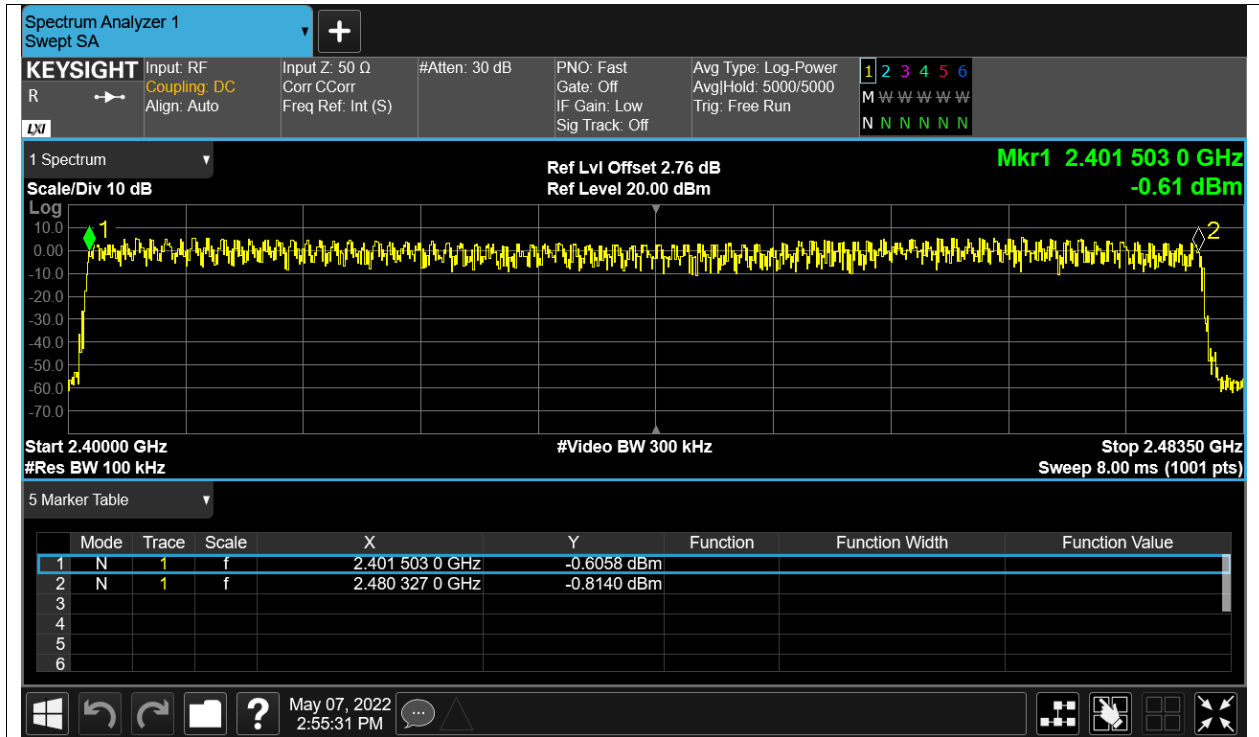 Spectrum Analyzer 1
Swept SA
+
KEYSIGHT Input: RF Input Z: 50 Ω #Atten: 30 dB PNO: Fast Avg Type: Log-Power 1 2 3 4 5 6
R Coupling: DC Corr CCorr Gate: Off Avg|Hold: 5000/5000 M W W W W W
Align: Auto Freq Ref: Int (S) IF Gain: Low Trig: Free Run
LXI Sig Track: Off N N N N N N
1 Spectrum Ref Lvl Offset 2.76 dB Mkr1 2.401 503 0 GHz
Scale/Div 10 dB Ref Level 20.00 dBm -0.61 dBm
Log
1
2
10.0
0.00
-10.0
-20.0
-30.0
-40.0
-50.0
-60.0
-70.0
Start 2.40000 GHz #Video BW 300 kHz Stop 2.48350 GHz
#Res BW 100 kHz Sweep 8.00 ms (1001 pts)
5 Marker Table
Mode Trace Scale X Y Function Function Width Function Value
1 N 1 f 2.401 503 0 GHz -0.6058 dBm
2 N 1 f 2.480 327 0 GHz -0.8140 dBm
3
4
5
6
? May 07, 2022
2:55:31 PM